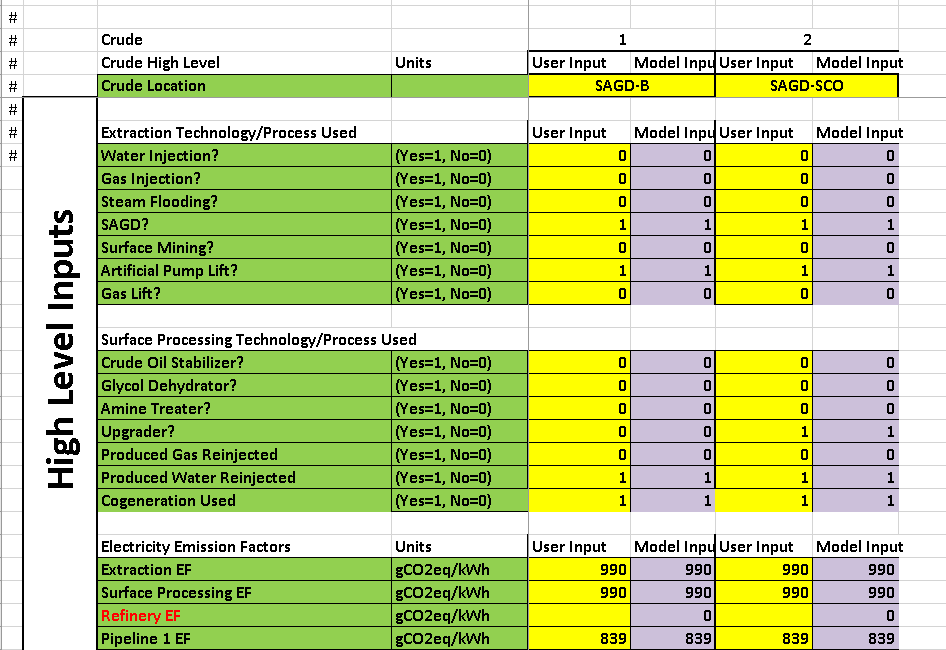 #
# Crude 1 2
# Crude High Level Units User Input Model Inpu User Input Model Input
# Crude Location SAGD-B SAGD-SCO
#
# Extraction Technology/Process Used User Input Model Inpu User Input Model Input
# Water Injection? (Yes=1, No=0) 0 0 0 0
Gas Injection? (Yes=1, No=0) 0 0 0 0
Steam Flooding? (Yes=1, No=0) 0 0 0 0
SAGD? (Yes=1, No=0) 1 1 1 1
Surface Mining? (Yes=1, No=0) 0 0 0 0
Artificial Pump Lift? (Yes=1, No=0) 1 1 1 1
Gas Lift? (Yes=1, No=0) 0 0 0 0
High Level Inputs
Surface Processing Technology/Process Used
Crude Oil Stabilizer? (Yes=1, No=0) 0 0 0 0
Glycol Dehydrator? (Yes=1, No=0) 0 0 0 0
Amine Treater? (Yes=1, No=0) 0 0 0 0
Upgrader? (Yes=1, No=0) 0 0 1 1
Produced Gas Reinjected (Yes=1, No=0) 0 0 0 0
Produced Water Reinjected (Yes=1, No=0) 1 1 1 1
Cogeneration Used (Yes=1, No=0) 1 1 1 1
Electricity Emission Factors Units User Input Model Inpu User Input Model Input
Extraction EF gCO2eq/kWh 990 990 990 990
Surface Processing EF gCO2eq/kWh 990 990 990 990
Refinery EF gCO2eq/kWh 0 0
Pipeline 1 EF gCO2eq/kWh 839 839 839 839